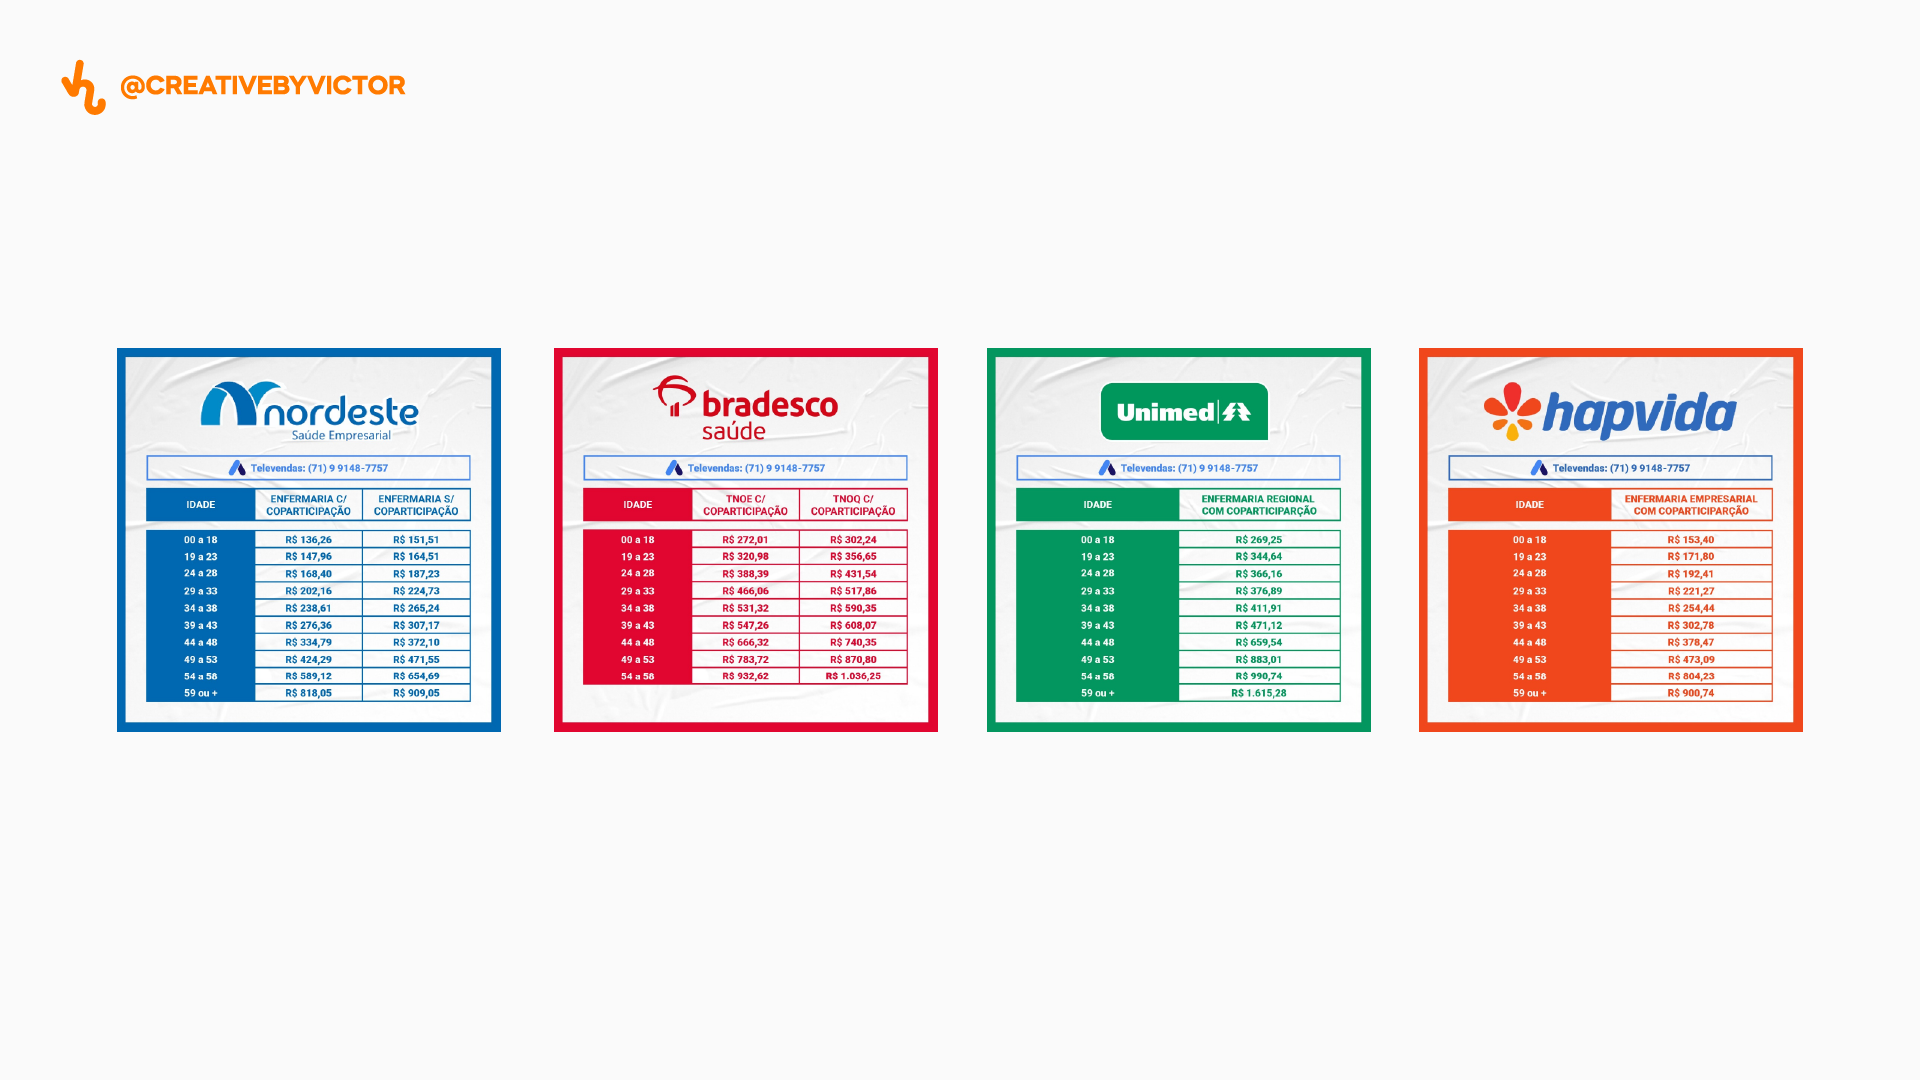 @CREATIVEBYVICTOR
nordeste
Saúde Empresarial
Televendas: (71) 9 9148-7757
IDADE ENFERMARIA C/ COPARTICIPAÇÃO ENFERMARIA S/ COPARTICIPAÇÃO
00 a 18 R$ 136,26 R$ 151,51
19 a 23 R$ 147,96 R$ 164,51
24 a 28 R$ 168,40 R$ 187,23
29 a 33 R$ 202,16 R$ 224,73
34 a 38 R$ 238,61 R$ 265,24
39 a 43 R$ 276,36 R$ 307,17
44 a 48 R$ 334,79 R$ 372,10
49 a 53 R$ 424,29 R$ 471,55
54 a 58 R$ 589,12 R$ 654,69
59 ou + R$ 818,05 R$ 909,05
bradesco
saúde
Televendas: (71) 9 9148-7757
IDADE TNOE C/ COPARTICIPAÇÃO TNOQ C/ COPARTICIPAÇÃO
00 a 18 R$ 272,01 R$ 302,24
19 a 23 R$ 320,98 R$ 356,65
24 a 28 R$ 388,39 R$ 431,54
29 a 33 R$ 466,06 R$ 517,86
34 a 38 R$ 531,32 R$ 590,35
39 a 43 R$ 547,26 R$ 608,07
44 a 48 R$ 666,32 R$ 740,35
49 a 53 R$ 783,72 R$ 870,80
54 a 58 R$ 932,62 R$ 1.036,25
Unimed
Televendas: (71) 9 9148-7757
IDADE ENFERMARIA REGIONAL COM COPARTICIPARÇÃO
00 a 18 R$ 269,25
19 a 23 R$ 344,64
24 a 28 R$ 366,16
29 a 33 R$ 376,89
34 a 38 R$ 411,91
39 a 43 R$ 471,12
44 a 48 R$ 659,54
49 a 53 R$ 883,01
54 a 58 R$ 990,74
59 ou + R$ 1.615,28
hapvida
Televendas: (71) 9 9148-7757
IDADE ENFERMARIA EMPRESARIAL COM COPARTICIPARÇÃO
00 a 18 R$ 153,40
19 a 23 R$ 171,80
24 a 28 R$ 192,41
29 a 33 R$ 221,27
34 a 38 R$ 254,44
39 a 43 R$ 302,78
44 a 48 R$ 378,47
49 a 53 R$ 473,09
54 a 58 R$ 804,23
59 ou + R$ 900,74